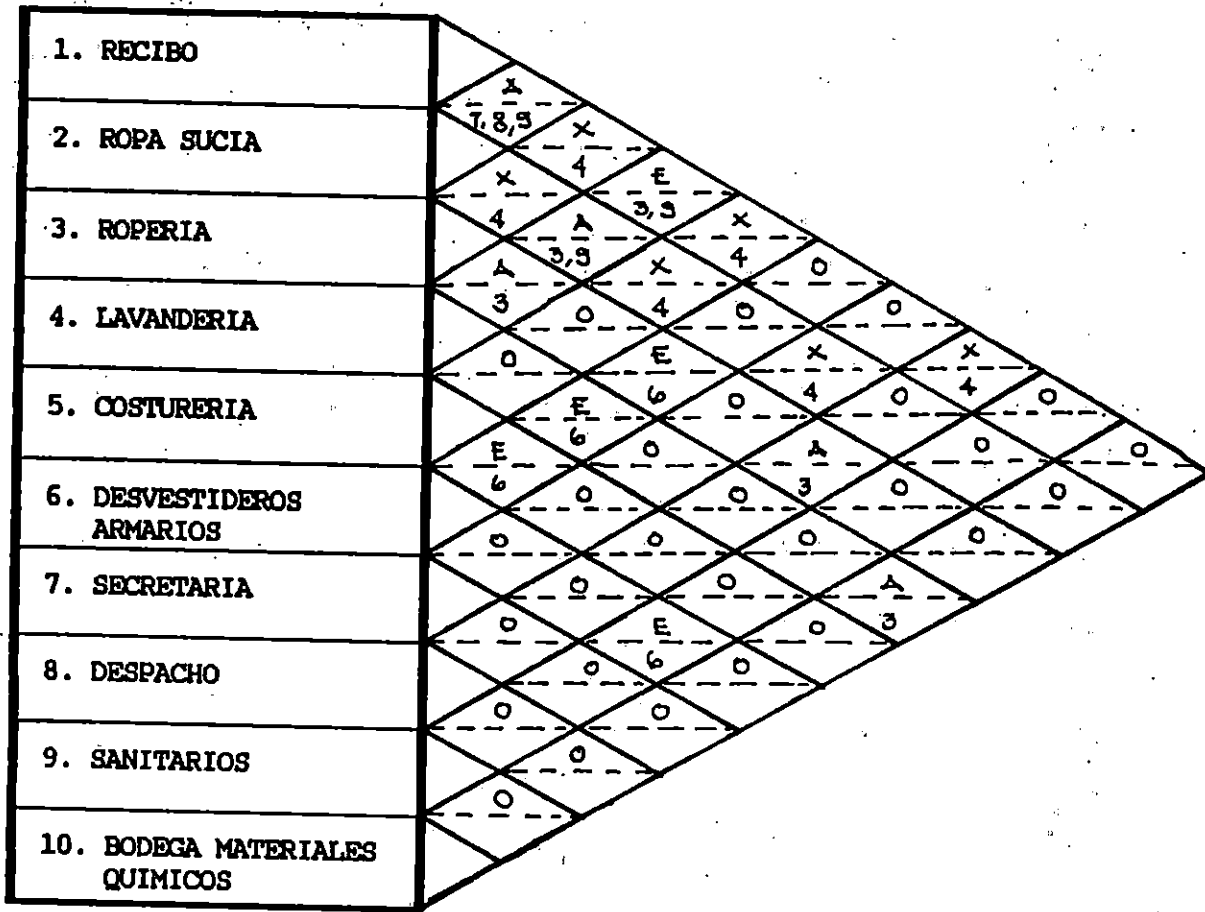 1. RECIBO
2. ROPA SUCIA
3. ROPERIA
4. LAVANDERIA
5. COSTURERIA
6. DESVESTIDEROS
ARMARIOS
7. SECRETARIA
8. DESPACHO
9. SANITARIOS
10. BODEGA MATERIALES
QUIMICOS
A
7,8,9
X
4
A
3
O
E
6
O
O
O
O
X
4
A
3,9
O
E
6
O
O
O
O
E
3,9
X
4
E
6
O
O
E
6
O
X
4
O
O
O
O
O
O
X
4
A
3
O
O
O
O
O
A
3
X
4
O
O
O
O
O